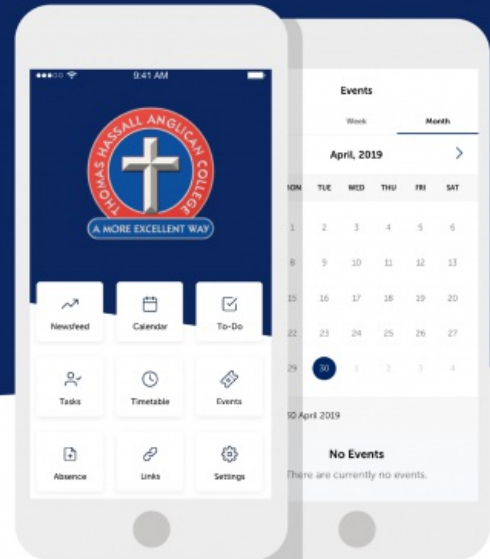 9:41 AM
THOMAS HASSALL ANGLICAN COLLEGE
A MORE EXCELLENT WAY
Newsfeed
Calendar
To-Do
Tasks
Timetable
Events
Absence
Links
Settings
Events
Week
Month
April, 2019
TUE WED THU FRI SAT
1 2 3 4 5 6
8 9 10 11 12 13
15 16 17 18 19 20
22 23 24 25 26 27
29 30 1 2 3 4
30 April 2019
No Events
There are currently no events.